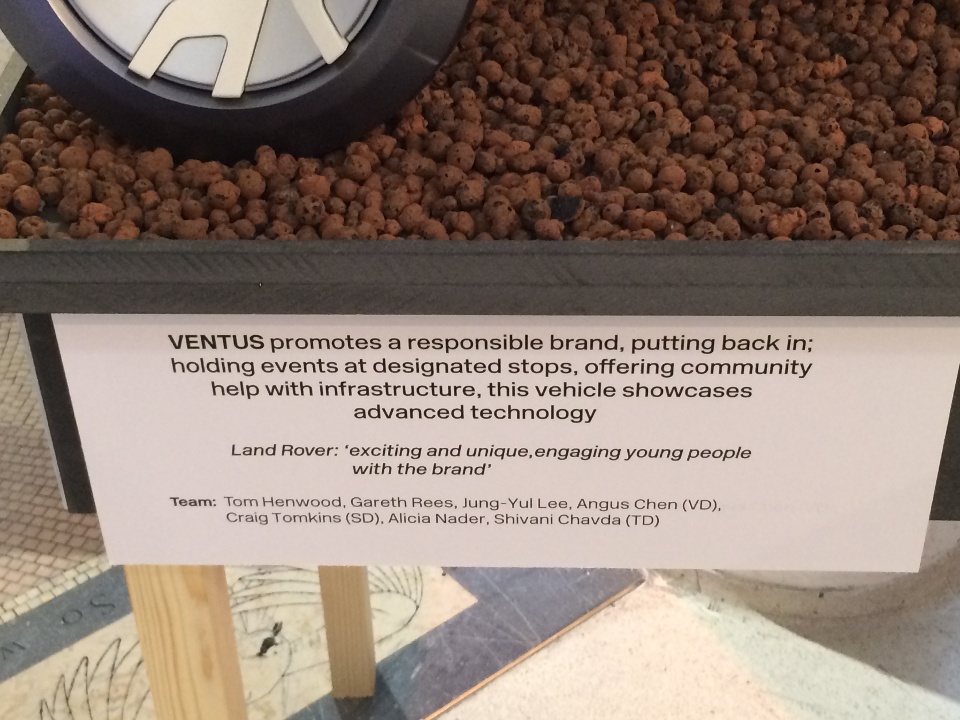 VENTUS promotes a responsible brand, putting back in;
holding events at designated stops, offering community
help with infrastructure, this vehicle showcases
advanced technology
Land Rover: ‘exciting and unique,engaging young people
with the brand’
Team: Tom Henwood, Gareth Rees, Jung-Yul Lee, Angus Chen (VD),
Craig Tomkins (SD), Alicia Nader, Shivani Chavda (TD)